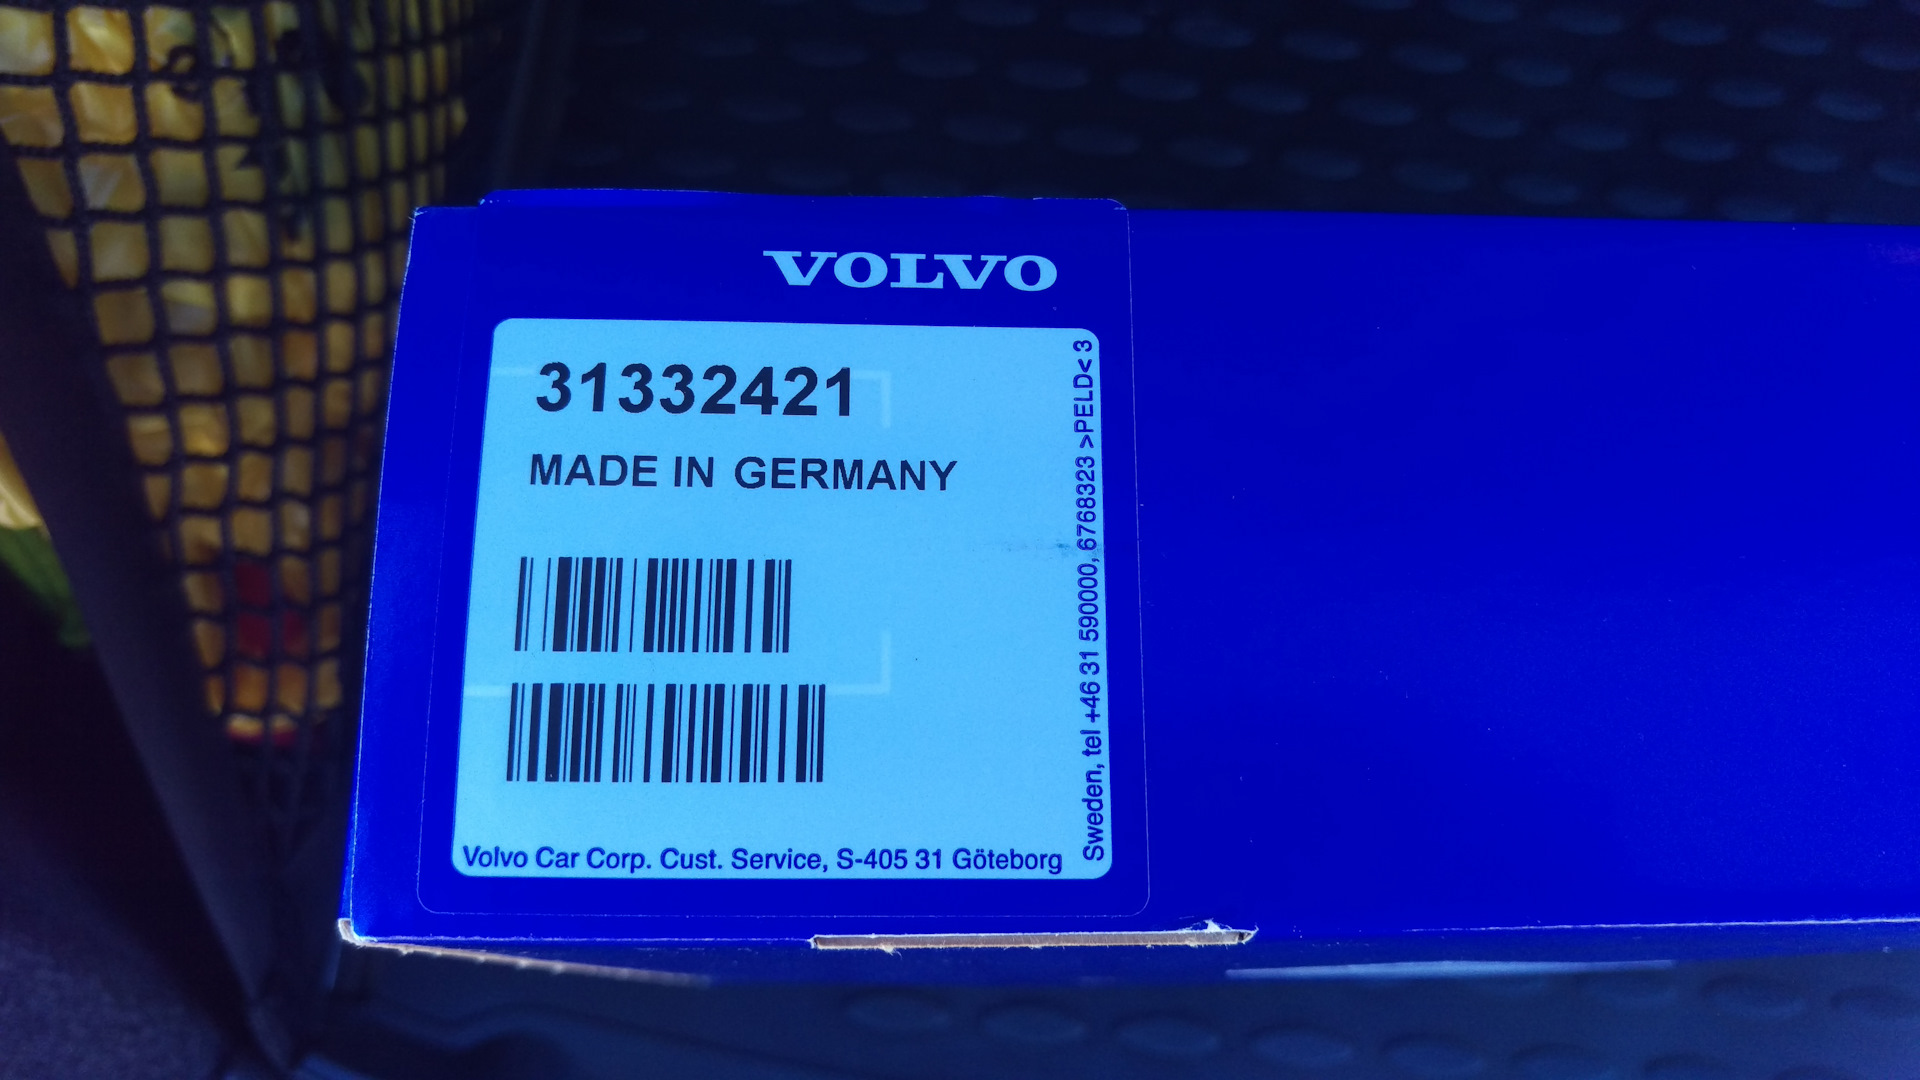 VOLVO
31332421
MADE IN GERMANY
Volvo Car Corp. Cust. Service, S-405 31 Göteborg
Sweden, tel +46 31 590000, 6768323 >PELD< 3